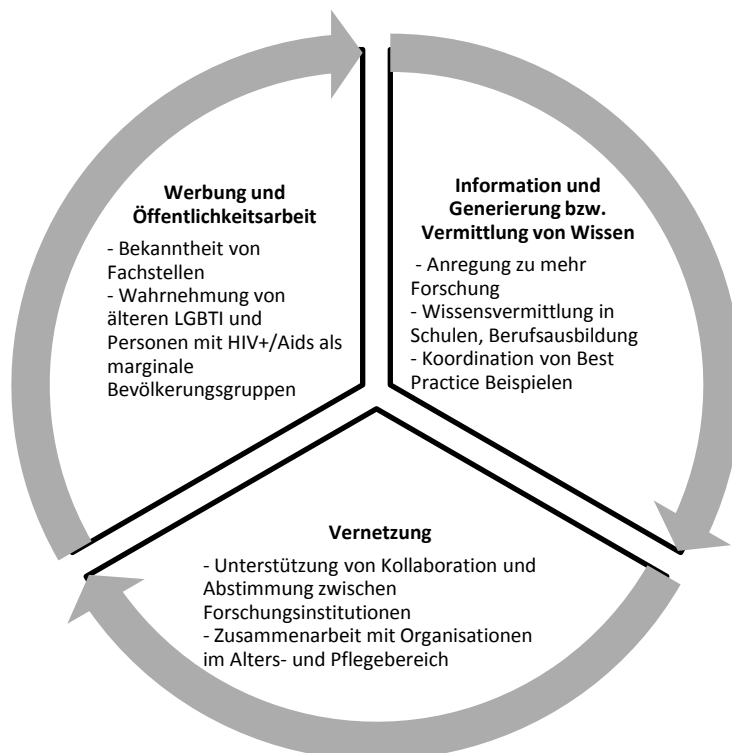 Werbung und
Öffentlichkeitsarbeit
- Bekanntheit von
Fachstellen
- Wahrnehmung von
älteren LGBTI und
Personen mit HIV+/Aids als
marginale
Bevölkerungsgruppen
Information und
Generierung bzw.
Vermittlung von Wissen
- Anregung zu mehr
Forschung
- Wissensvermittlung in
Schulen, Berufsausbildung
- Koordination von Best
Practice Beispielen
Vernetzung
- Unterstützung von Kollaboration und
Abstimmung zwischen
Forschungsinstitutionen
- Zusammenarbeit mit Organisationen
im Alters- und Pflegebereich